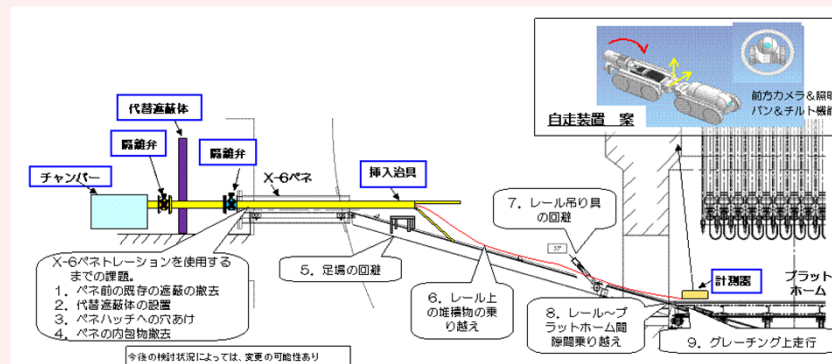 自走装置 案
前方カメラ&照明
パン&チルト機能
代替遮蔽体
隔離弁
隔離弁
チャンバー
X-6ペネ
挿入治具
7. レール吊り具
の回避
37°
計測器
プラット
ホーム
5. 足場の回避
6. レール上
の堆積物の乗
り越え
8. レール~プ
ラットホーム間
隙間乗り越え
9. グレーチング上走行
X-6ペネトレーションを使用する
までの課題。
1. ペネ前の既存の遮蔽の撤去
2. 代替遮蔽体の設置
3. ペネハッチへの穴あけ
4. ペネの内包物撤去
今後の検討状況によっては、変更の可能性あり